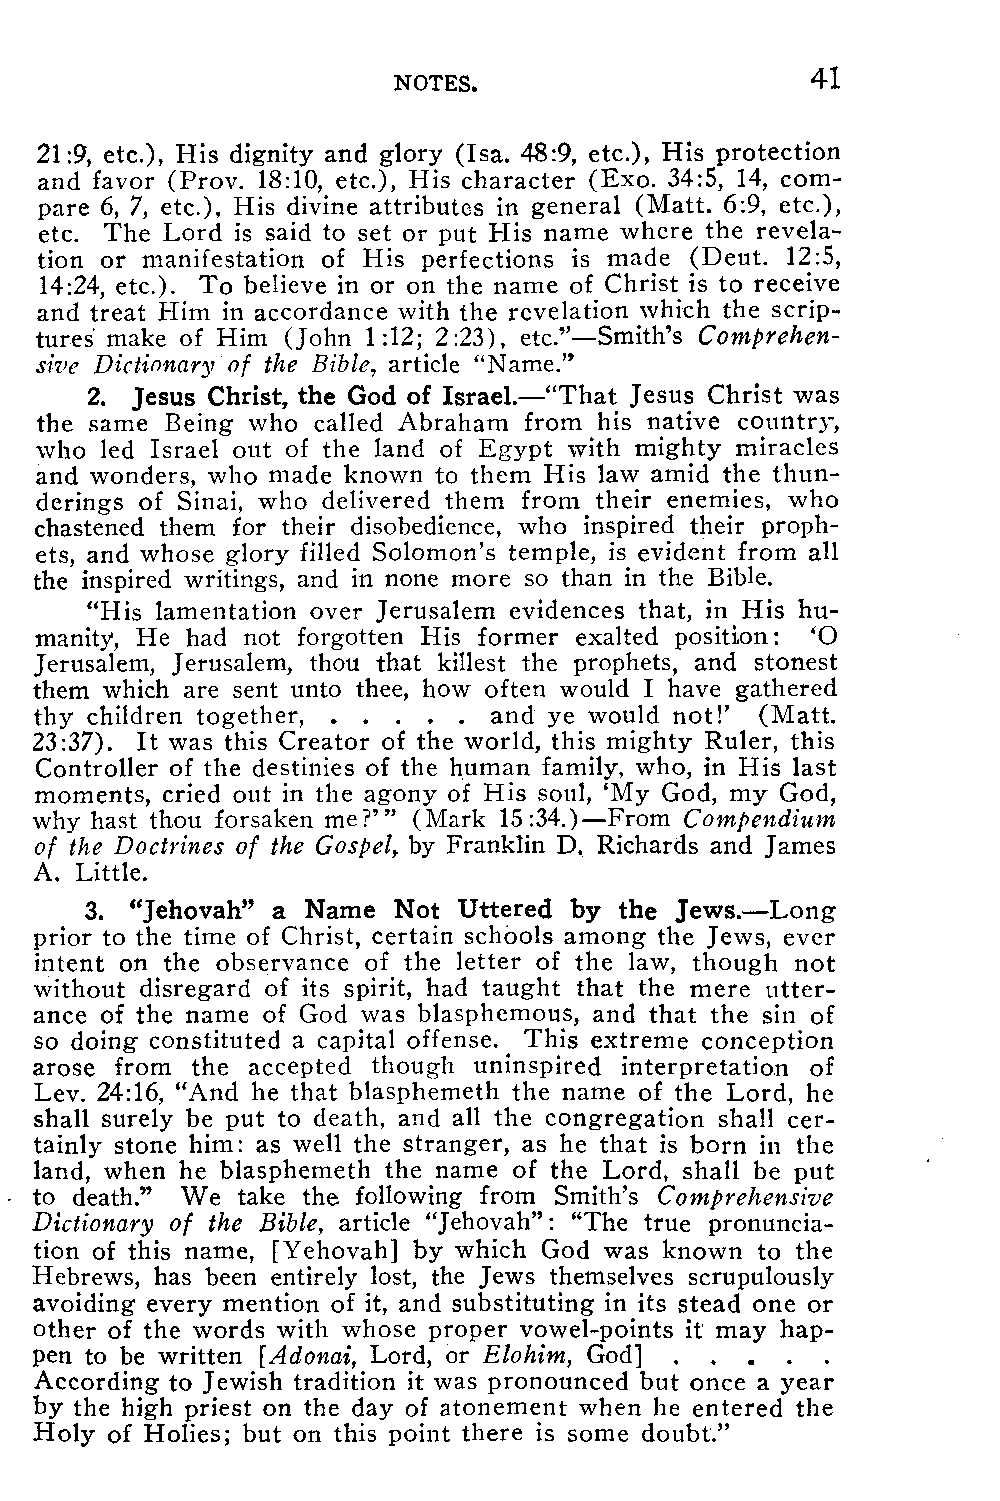 NOTES. 41
21:9, etc.), His dignity and glory (Isa. 48:9, etc.), His protection
and favor (Prov. 18:10, etc.), His character (Exo. 34:5, 14, com-
pare 6, 7, etc.), His divine attributes in general (Matt. 6:9, etc.),
etc. The Lord is said to set or put His name where the revela-
tion or manifestation of His perfections is made (Deut. 12:5,
14:24, etc.). To believe in or on the name of Christ is to receive
and treat Him in accordance with the revelation which the scrip-
tures make of Him (John 1:12; 2:23), etc.”—Smith’s Comprehen-
sive Dictionary of the Bible, article “Name.”
2. Jesus Christ, the God of Israel.—“That Jesus Christ was
the same Being who called Abraham from his native country,
who led Israel out of the land of Egypt with mighty miracles
and wonders, who made known to them His law amid the thun-
derings of Sinai, who delivered them from their enemies, who
chastened them for their disobedience, who inspired their proph-
ets, and whose glory filled Solomon’s temple, is evident from all
the inspired writings, and in none more so than in the Bible.
“His lamentation over Jerusalem evidences that, in His hu-
manity, He had not forgotten His former exalted position: ‘O
Jerusalem, Jerusalem, thou that killest the prophets, and stonest
them which are sent unto thee, how often would I have gathered
thy children together, . . . . . and ye would not!’ (Matt.
23:37). It was this Creator of the world, this mighty Ruler, this
Controller of the destinies of the human family, who, in His last
moments, cried out in the agony of His soul, ‘My God, my God,
why hast thou forsaken me?’” (Mark 15:34.)—From Compendium
of the Doctrines of the Gospel, by Franklin D. Richards and James
A. Little.
3. “Jehovah” a Name Not Uttered by the Jews.—Long
prior to the time of Christ, certain schools among the Jews, ever
intent on the observance of the letter of the law, though not
without disregard of its spirit, had taught that the mere utter-
ance of the name of God was blasphemous, and that the sin of
so doing constituted a capital offense. This extreme conception
arose from the accepted though uninspired interpretation of
Lev. 24:16, “And he that blasphemeth the name of the Lord, he
shall surely be put to death, and all the congregation shall cer-
tainly stone him: as well the stranger, as he that is born in the
land, when he blasphemeth the name of the Lord, shall be put
to death.” We take the following from Smith’s Comprehensive
Dictionary of the Bible, article “Jehovah”: “The true pronuncia-
tion of this name, [Yehovah] by which God was known to the
Hebrews, has been entirely lost, the Jews themselves scrupulously
avoiding every mention of it, and substituting in its stead one or
other of the words with whose proper vowel-points it may hap-
pen to be written [Adonai, Lord, or Elohim, God] . . . . .
According to Jewish tradition it was pronounced but once a year
by the high priest on the day of atonement when he entered the
Holy of Holies; but on this point there is some doubt.”